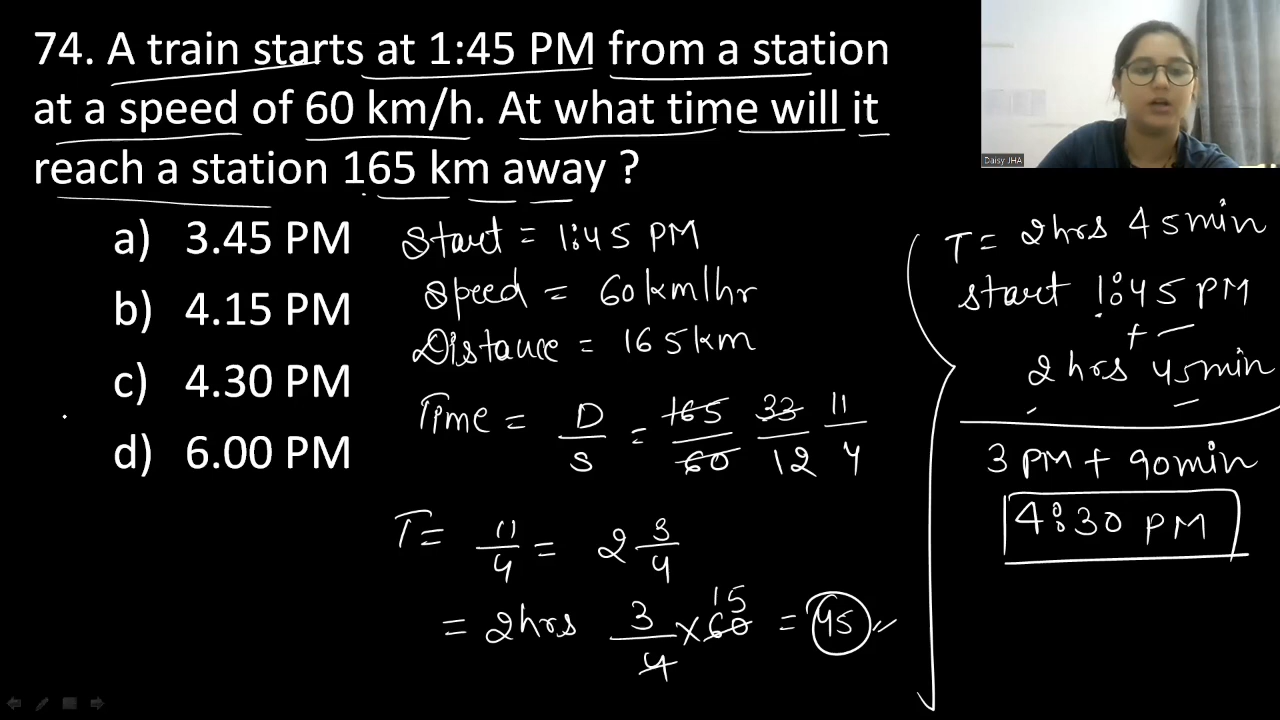 74. A train starts at 1:45 PM from a station
at a speed of 60 km/h. At what time will it
reach a station 165 km away ?
a) 3.45 PM
b) 4.15 PM
c) 4.30 PM
d) 6.00 PM
Start = 1:45 PM
Speed = 60km/hr
Distance = 165km
Time = D/S = 165/60 33/12 11/4
T = 11/4 = 2 3/4
= 2hrs 3/4 × 60 15 = 45
T = 2hrs 45min
start 1:45 PM
+
2 hrs 45min
3 PM + 90min
4:30 PM
Daisy JHA